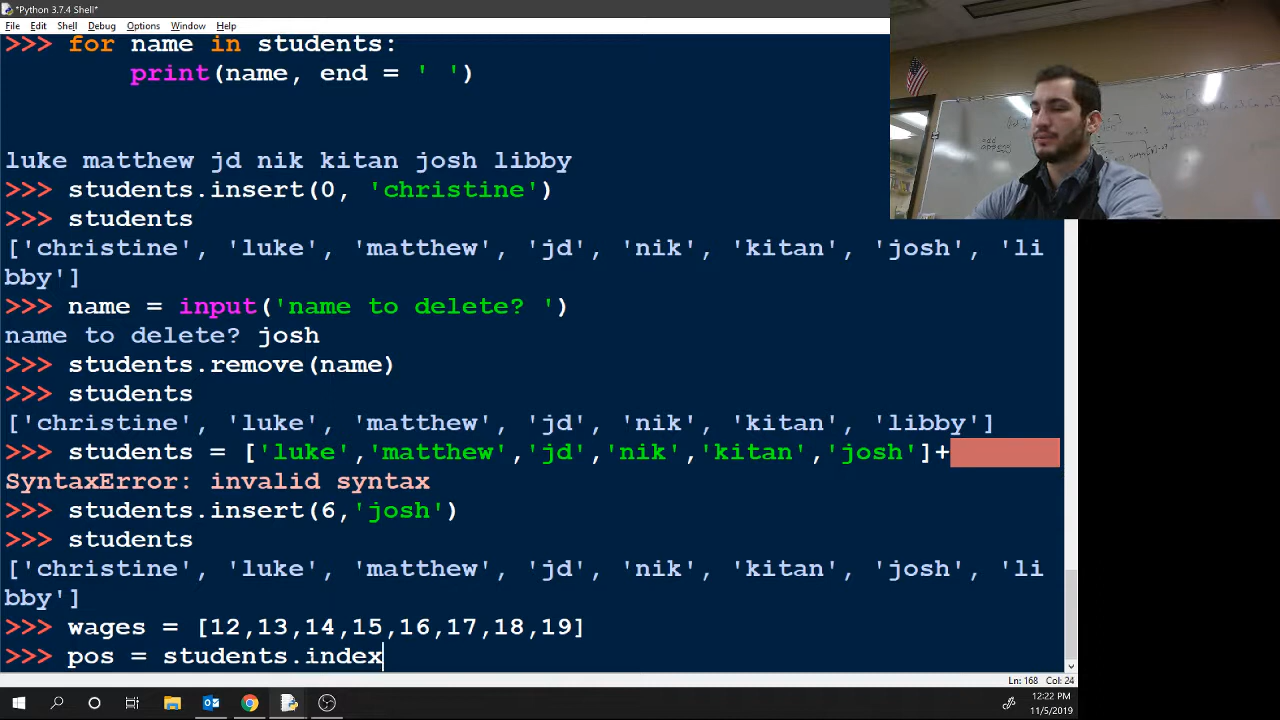 *Python 3.7.4 Shell*
File Edit Shell Debug Options Window Help
>>> for name in students:
print(name, end = ' ')
luke matthew jd nik kitan josh libby
>>> students.insert(0, 'christine')
>>> students
['christine', 'luke', 'matthew', 'jd', 'nik', 'kitan', 'josh', 'li
bby']
>>> name = input('name to delete? ')
name to delete? josh
>>> students.remove(name)
>>> students
['christine', 'luke', 'matthew', 'jd', 'nik', 'kitan', 'libby']
>>> students = ['luke','matthew','jd','nik','kitan','josh']+
SyntaxError: invalid syntax
>>> students.insert(6,'josh')
>>> students
['christine', 'luke', 'matthew', 'jd', 'nik', 'kitan', 'josh', 'li
bby']
>>> wages = [12,13,14,15,16,17,18,19]
>>> pos = students.index
Ln: 168 Col: 24
12:22 PM
11/5/2019